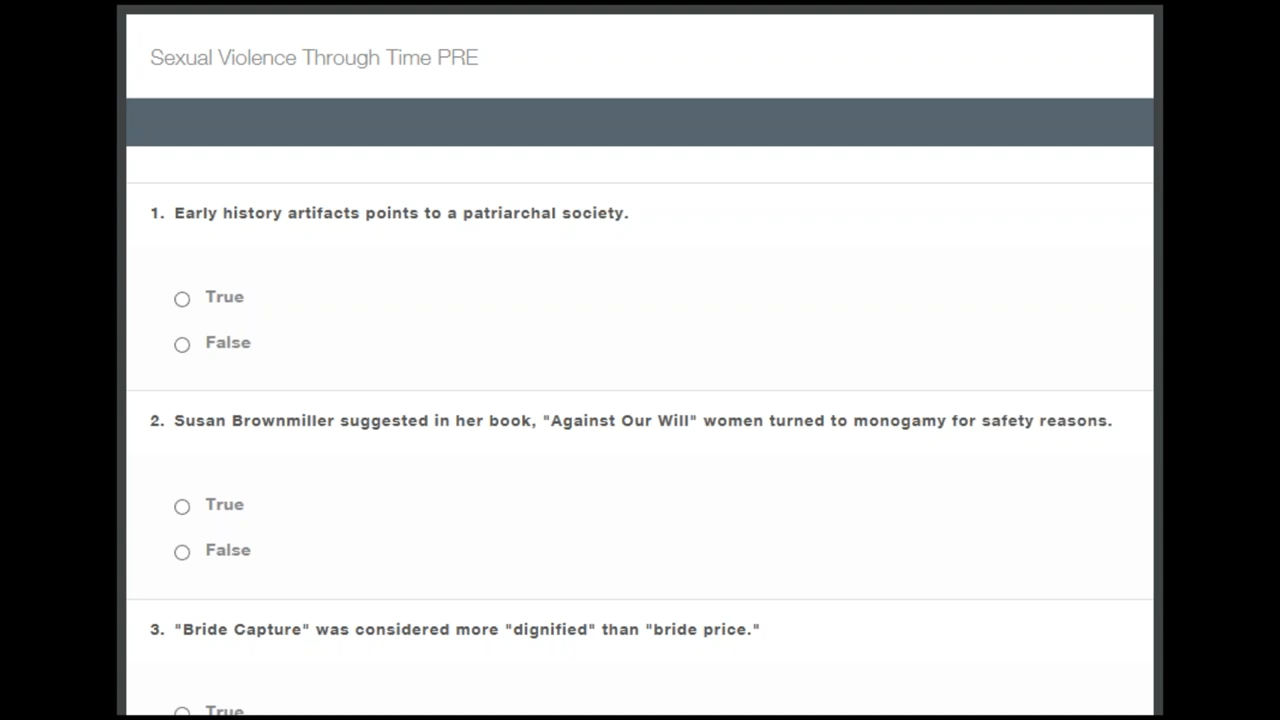 Sexual Violence Through Time PRE
1. Early history artifacts points to a patriarchal society.
True
False
2. Susan Brownmiller suggested in her book, "Against Our Will" women turned to monogamy for safety reasons.
True
False
3. "Bride Capture" was considered more "dignified" than "bride price."
True